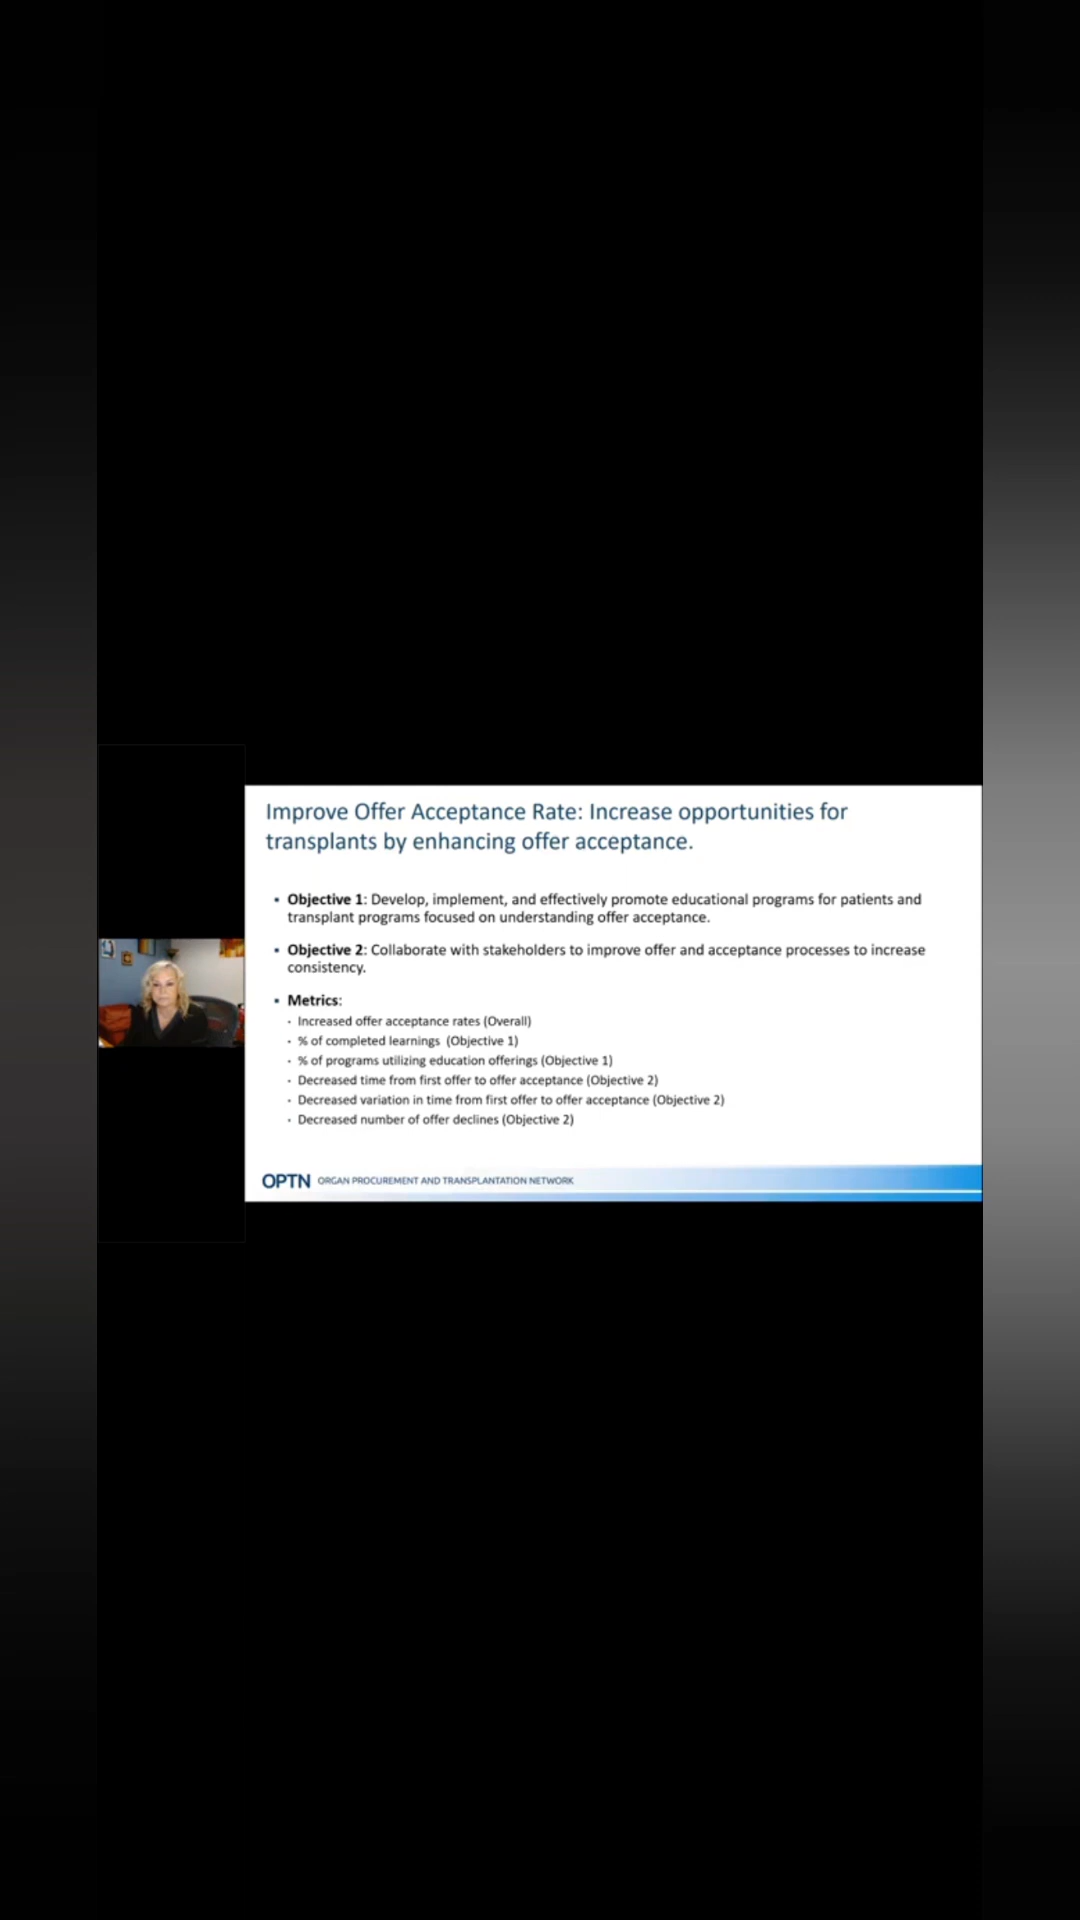 Improve Offer Acceptance Rate: Increase opportunities for
transplants by enhancing offer acceptance.
▪ Objective 1: Develop, implement, and effectively promote educational programs for patients and
transplant programs focused on understanding offer acceptance.
▪ Objective 2: Collaborate with stakeholders to improve offer and acceptance processes to increase
consistency.
▪ Metrics:
▪ Increased offer acceptance rates (Overall)
▪ % of completed learnings (Objective 1)
▪ % of programs utilizing education offerings (Objective 1)
▪ Decreased time from first offer to offer acceptance (Objective 2)
▪ Decreased variation in time from first offer to offer acceptance (Objective 2)
▪ Decreased number of offer declines (Objective 2)
OPTN ORGAN PROCUREMENT AND TRANSPLANTATION NETWORK